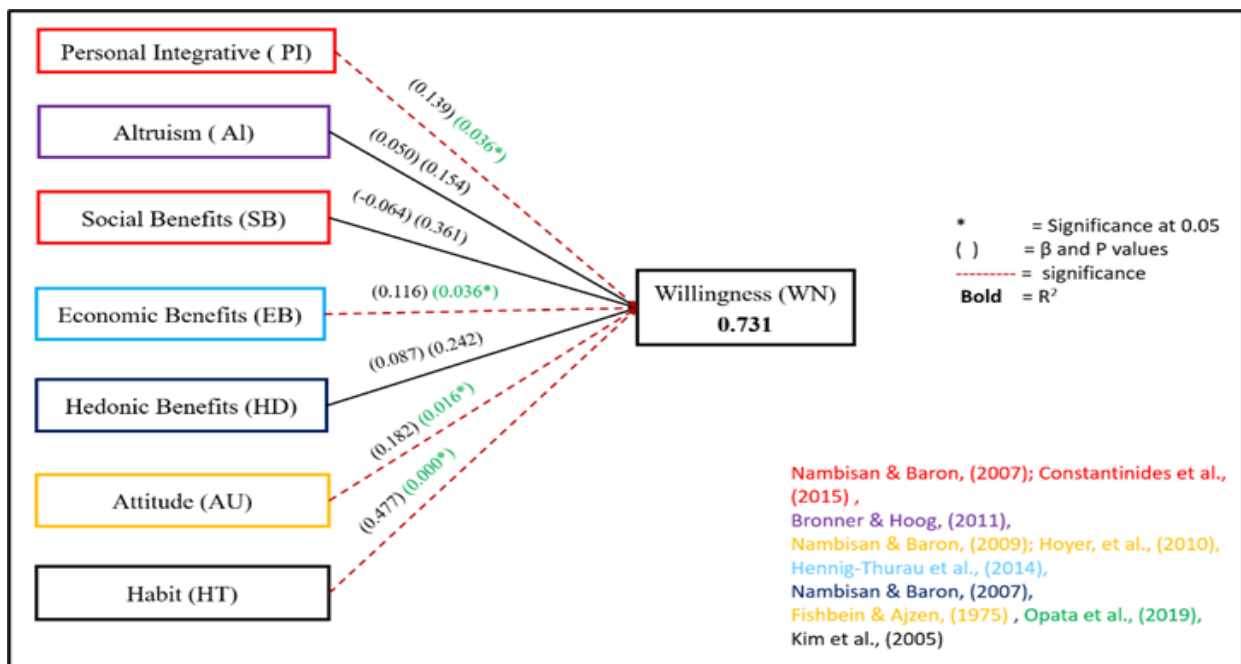 Personal Integrative ( PI)
(0.139) (0.036*)
Altruism ( Al)
(0.050) (0.154)
Social Benefits (SB)
(-0.064) (0.361)
Economic Benefits (EB)
(0.116) (0.036*)
Hedonic Benefits (HD)
(0.087) (0.242)
Attitude (AU)
(0.182) (0.016*)
Habit (HT)
(0.477) (0.000*)
Willingness (WN)
0.731
* = Significance at 0.05
( ) = β and P values
--------- = significance
Bold = R²
Nambisan & Baron, (2007); Constantinides et al.,
(2015) ,
Bronner & Hoog, (2011),
Nambisan & Baron, (2009); Hoyer, et al., (2010),
Hennig-Thurau et al., (2014),
Nambisan & Baron, (2007),
Fishbein & Ajzen, (1975) , Opata et al., (2019),
Kim et al., (2005)